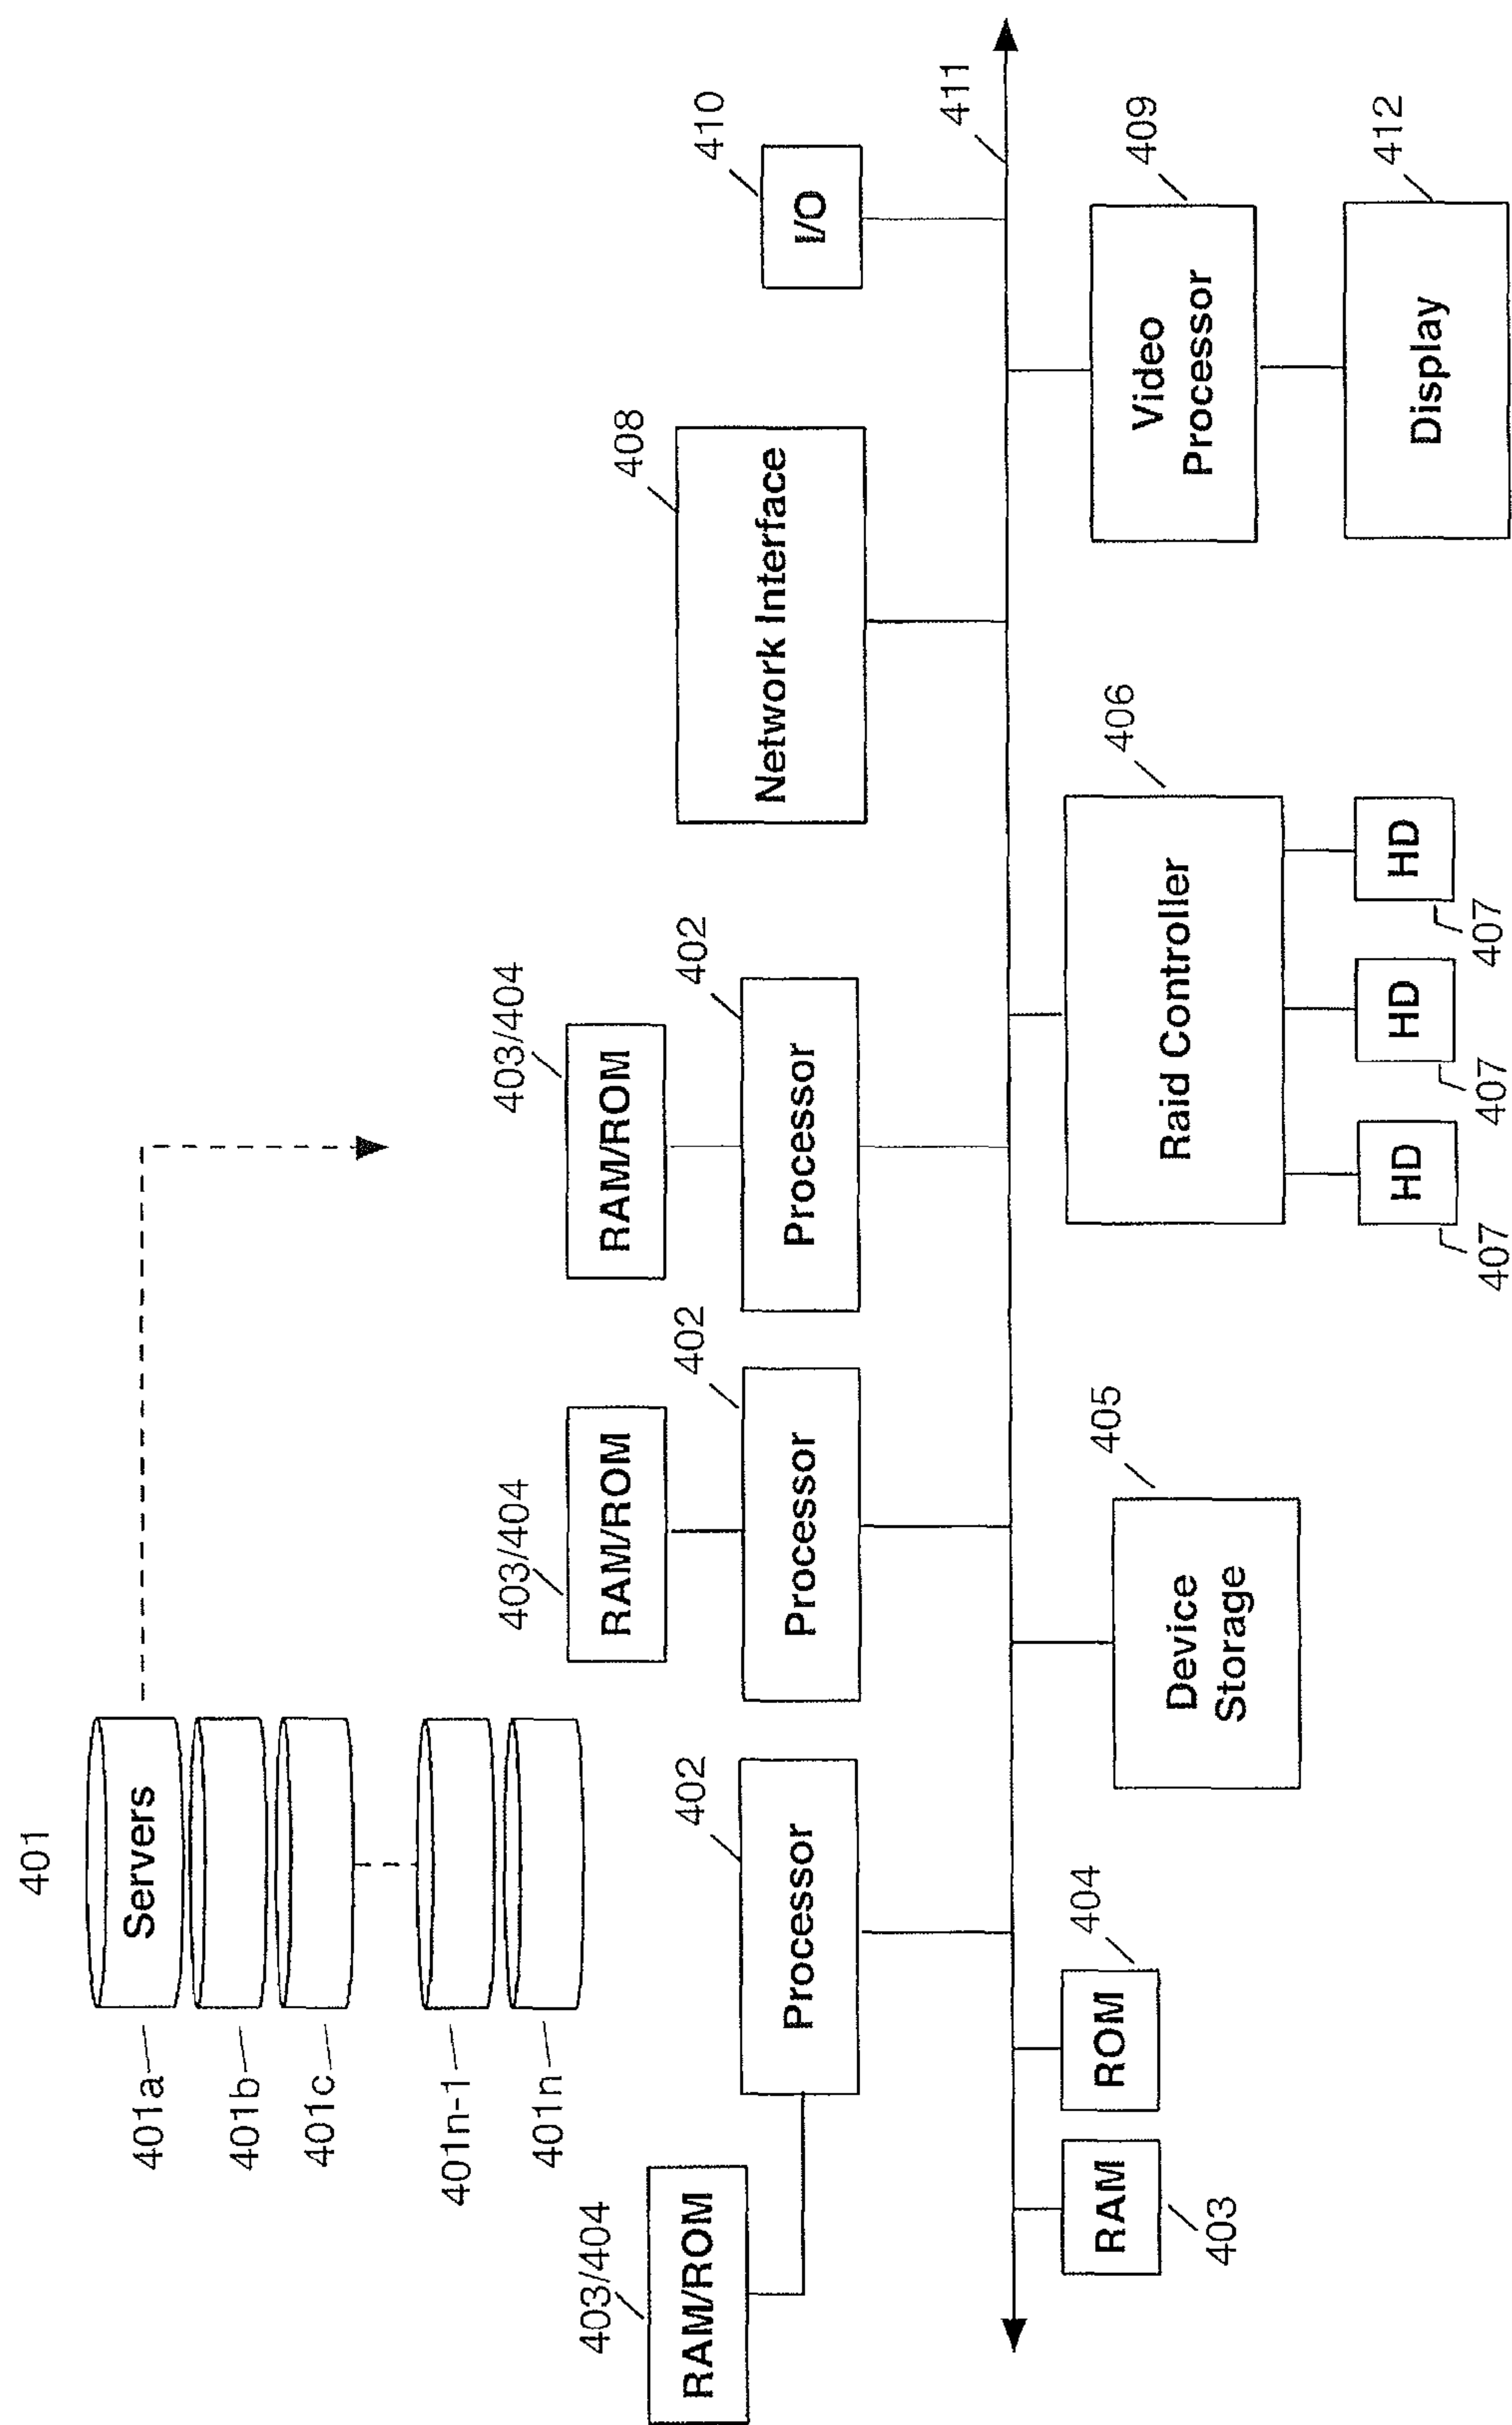 401
Servers
401a
401b
401c
401n-1
401n
403/404
RAM/ROM
403/404
RAM/ROM
403/404
RAM/ROM
402
Processor
402
Processor
402
Processor
408
Network Interface
410
I/O
411
RAM
403
ROM
404
405
Device
Storage
406
Raid Controller
HD
407
HD
407
HD
407
409
Video
Processor
412
Display